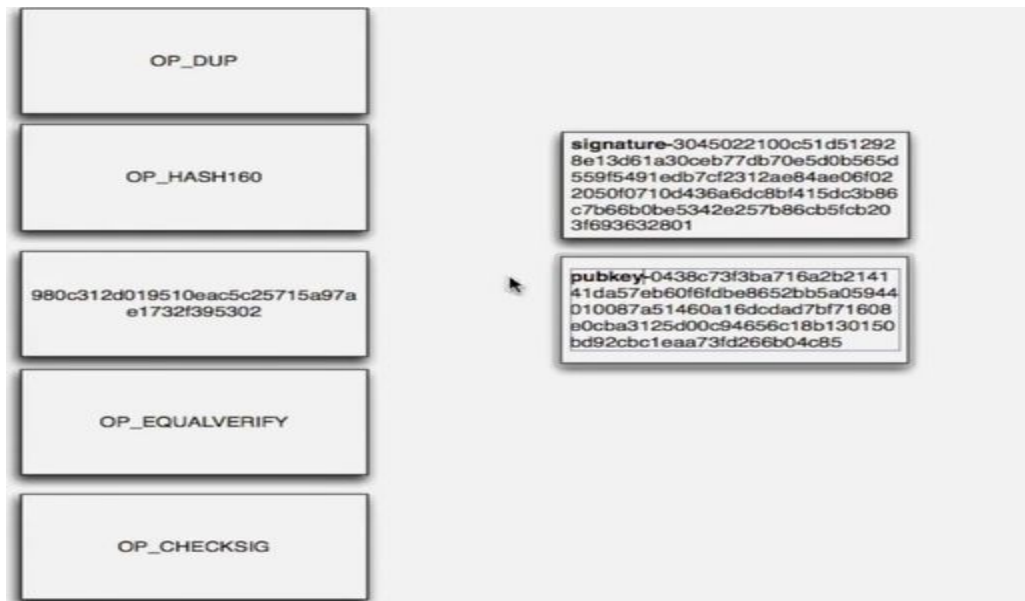 OP_DUP
OP_HASH160
980c312d019510eac5c25715a97a
e1732f395302
OP_EQUALVERIFY
OP_CHECKSIG
signature-3045022100c51d51292
8e13d61a30ceb77db70e5d0b565d
559f5491edb7cf2312ae84ae06f02
2050f0710d436a6dc8bf415dc3b86
c7b66b0be5342e257b86cb5fcb20
3f693632801
pubkey-0438c73f3ba716a2b2141
41da57eb60f6fdbe8652bb5a05944
010087a51460a16dcdad7bf71608
e0cba3125d00c94656c18b130150
bd92cbc1eaa73fd266b04c85